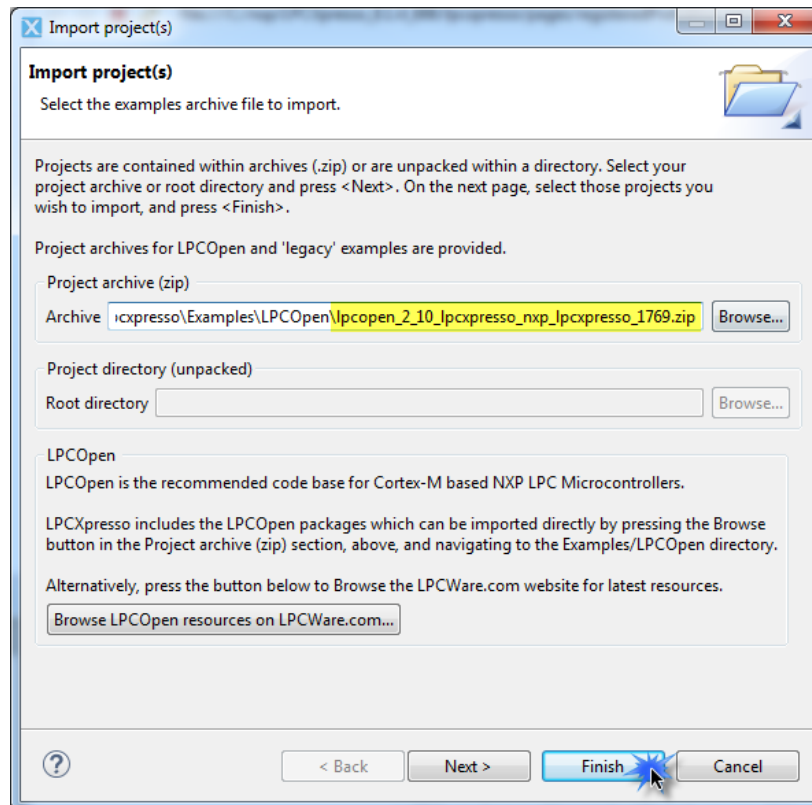 Import project(s)
Import project(s)
Select the examples archive file to import.
Projects are contained within archives (.zip) or are unpacked within a directory. Select your
project archive or root directory and press <Next>. On the next page, select those projects you
wish to import, and press <Finish>.
Project archives for LPCOpen and 'legacy' examples are provided.
Project archive (zip)
Archive cxpresso\Examples\LPCOpen\lpcopen_2_10_lpcxpresso_nxp_lpcxpresso_1769.zip Browse...
Project directory (unpacked)
Root directory Browse...
LPCOpen
LPCOpen is the recommended code base for Cortex-M based NXP LPC Microcontrollers.
LPCXpresso includes the LPCOpen packages which can be imported directly by pressing the Browse
button in the Project archive (zip) section, above, and navigating to the Examples/LPCOpen directory.
Alternatively, press the button below to Browse the LPCWare.com website for latest resources.
Browse LPCOpen resources on LPCWare.com...
? < Back Next > Finish Cancel